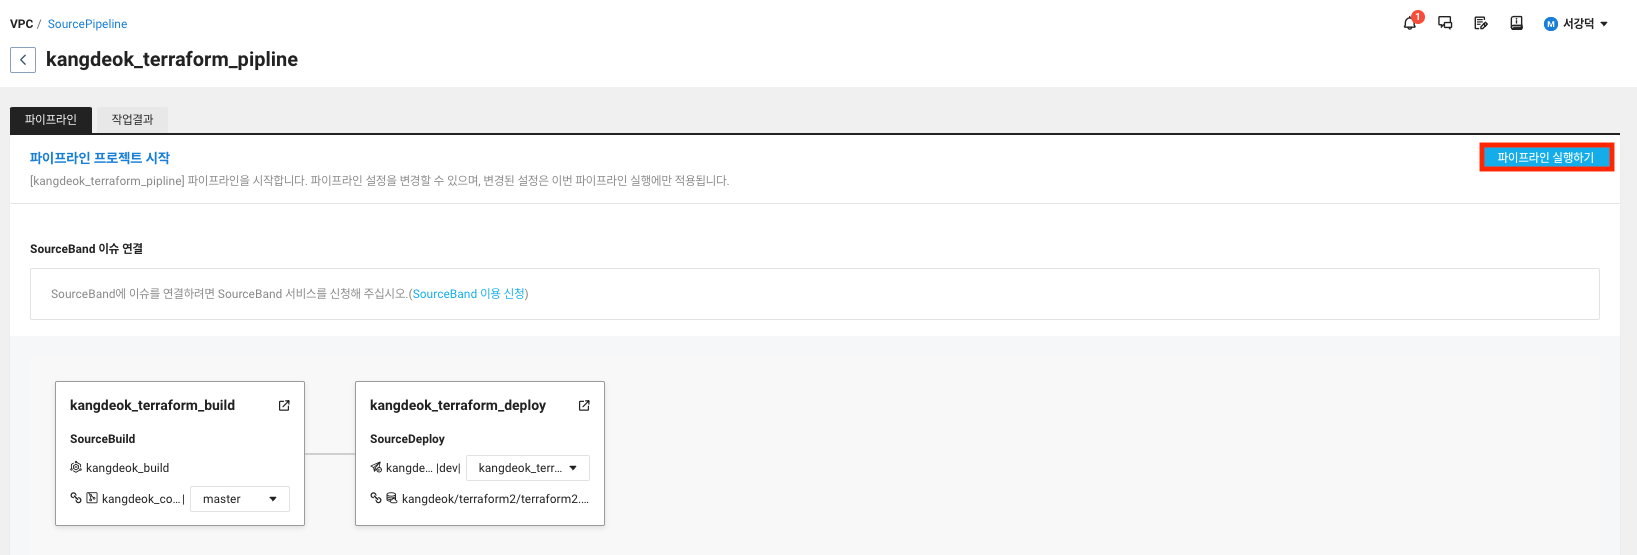 VPC / SourcePipeline
1
M 서강덕
kangdeok_terraform_pipline
파이프라인 작업결과
파이프라인 프로젝트 시작
파이프라인 실행하기
[kangdeok_terraform_pipline] 파이프라인을 시작합니다. 파이프라인 설정을 변경할 수 있으며, 변경된 설정은 이번 파이프라인 실행에만 적용됩니다.
SourceBand 이슈 연결
SourceBand에 이슈를 연결하려면 SourceBand 서비스를 신청해 주십시오.(SourceBand 이용 신청)
kangdeok_terraform_build
SourceBuild
kangdeok_build
kangdeok_co... | master
kangdeok_terraform_deploy
SourceDeploy
kangde... |dev| kangdeok_terr...
kangdeok/terraform2/terraform2....